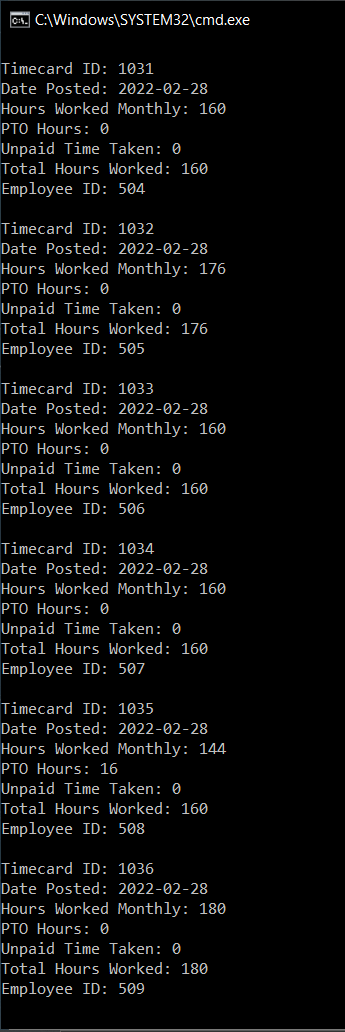 C:\Windows\SYSTEM32\cmd.exe
Timecard ID: 1031
Date Posted: 2022-02-28
Hours Worked Monthly: 160
PTO Hours: 0
Unpaid Time Taken: 0
Total Hours Worked: 160
Employee ID: 504
Timecard ID: 1032
Date Posted: 2022-02-28
Hours Worked Monthly: 176
PTO Hours: 0
Unpaid Time Taken: 0
Total Hours Worked: 176
Employee ID: 505
Timecard ID: 1033
Date Posted: 2022-02-28
Hours Worked Monthly: 160
PTO Hours: 0
Unpaid Time Taken: 0
Total Hours Worked: 160
Employee ID: 506
Timecard ID: 1034
Date Posted: 2022-02-28
Hours Worked Monthly: 160
PTO Hours: 0
Unpaid Time Taken: 0
Total Hours Worked: 160
Employee ID: 507
Timecard ID: 1035
Date Posted: 2022-02-28
Hours Worked Monthly: 144
PTO Hours: 16
Unpaid Time Taken: 0
Total Hours Worked: 160
Employee ID: 508
Timecard ID: 1036
Date Posted: 2022-02-28
Hours Worked Monthly: 180
PTO Hours: 0
Unpaid Time Taken: 0
Total Hours Worked: 180
Employee ID: 509